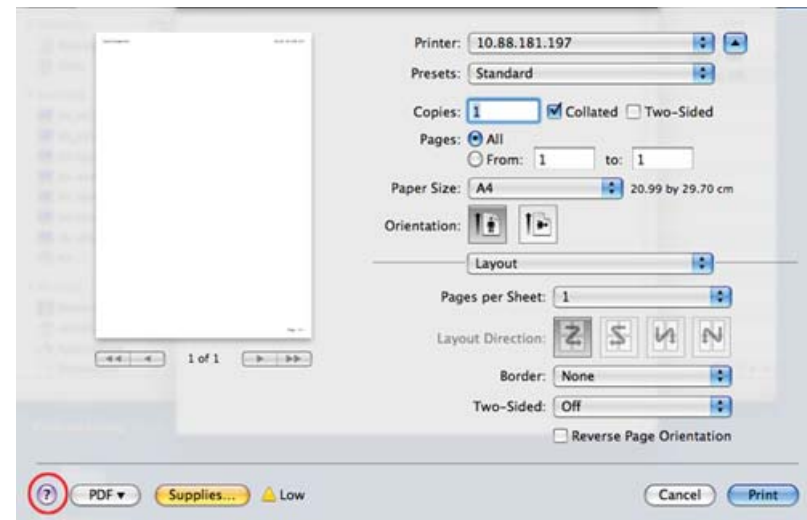 Printer: 10.88.181.197
Presets: Standard
Copies: 1 Collated Two-Sided
Pages: All
From: 1 to: 1
Paper Size: A4 20.99 by 29.70 cm
Orientation:
Layout
Pages per Sheet: 1
Layout Direction:
1 of 1
Border: None
Two-Sided: Off
Reverse Page Orientation
? PDF Supplies... Low Cancel Print